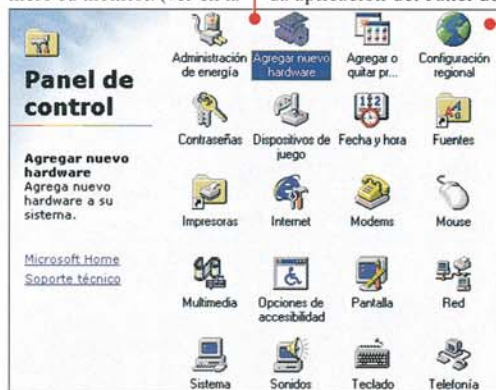 Panel de
control
Agregar nuevo
hardware
Agrega nuevo
hardware a su
sistema.
Microsoft Home
Soporte técnico
Administración
de energía
Agregar nuevo
hardware
Agregar o
quitar pr...
Configuración
regional
Contraseñas
Dispositivos de
juego
Fecha y hora
Fuentes
Impresoras
Internet
Modems
Mouse
Multimedia
Opciones de
accesibilidad
Pantalla
Red
Sistema
Sonidos
Teclado
Telefonía